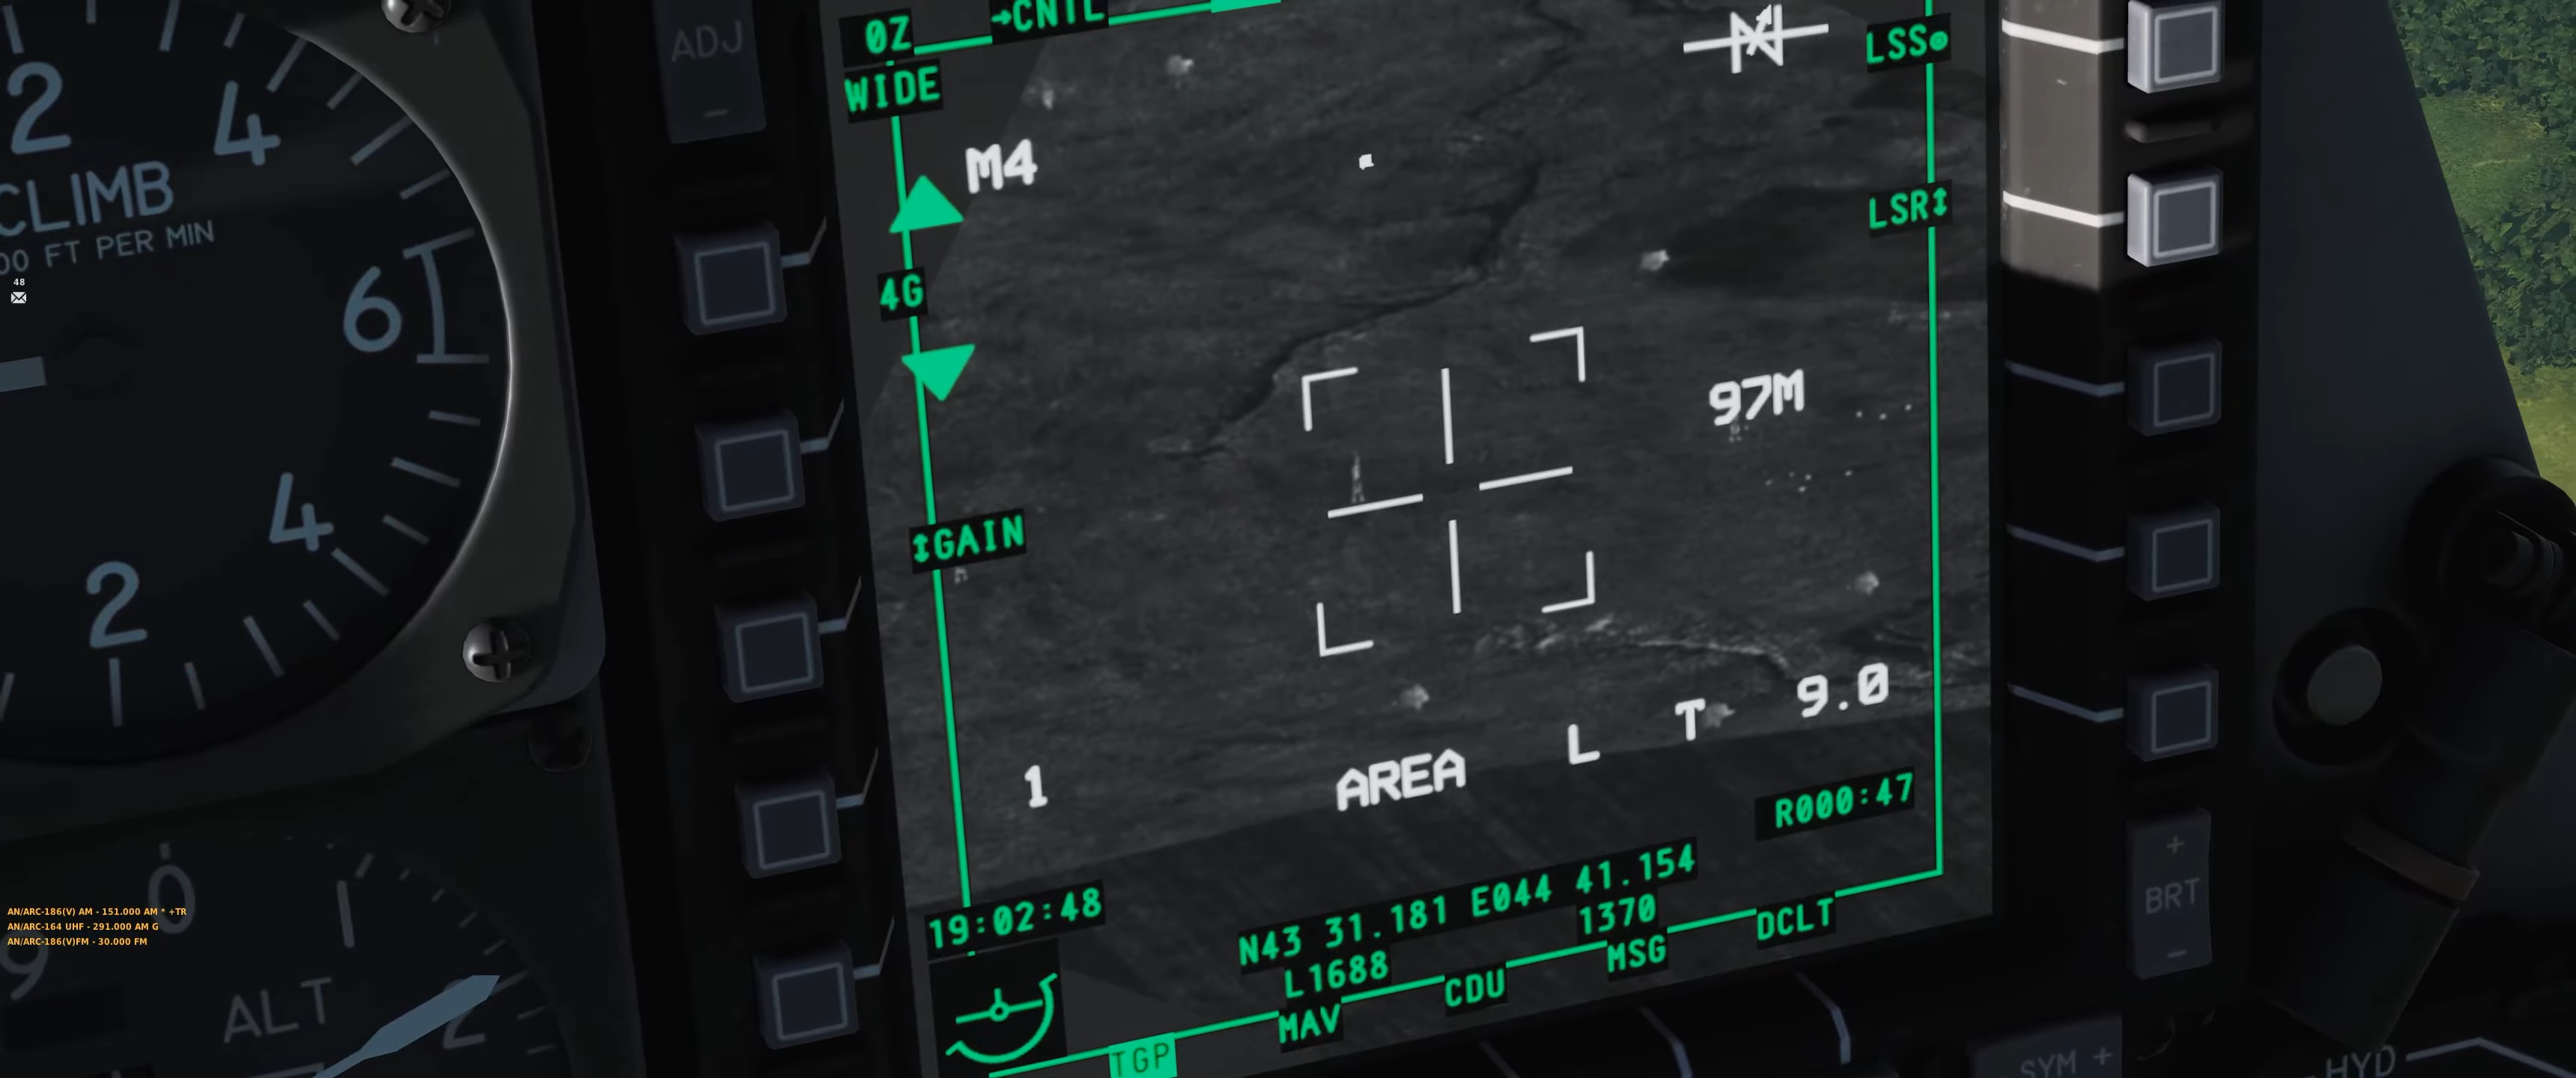 ADJ
-
0Z
→CNTL
WIDE
LSS
M4
LSR↕
2
4
CLIMB
00 FT PER MIN
6
48
4G
97M
4
↕GAIN
2
9.0
L T
AREA
1
R000:47
+
BRT
-
0
1
AN/ARC-186(V) AM - 151.000 AM * +TR
AN/ARC-164 UHF - 291.000 AM G
AN/ARC-186(V)FM - 30.000 FM
9
ALT
2
19:02:48
N43 31.181 E044 41.154
L1688
1370
TGP
MAV
CDU
MSG
DCLT
SYM +
HYD